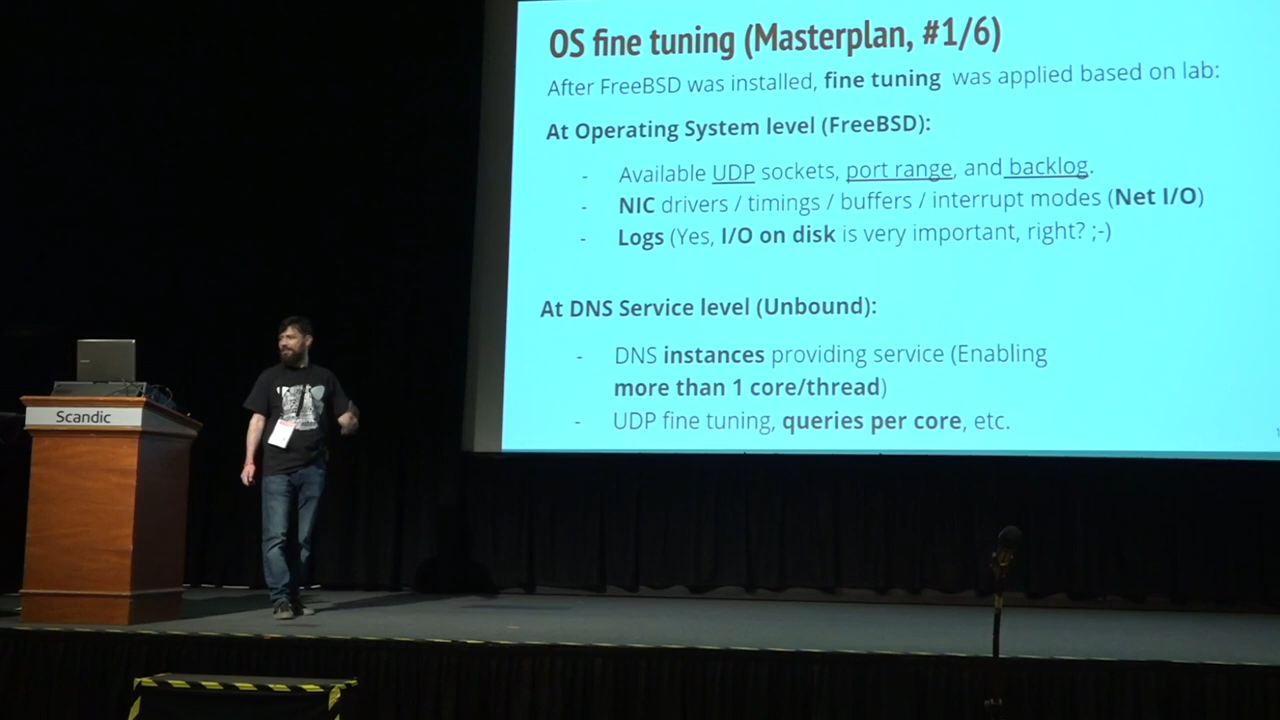 OS fine tuning (Masterplan, #1/6)
After FreeBSD was installed, fine tuning was applied based on lab:
At Operating System level (FreeBSD):
- Available UDP sockets, port range, and backlog.
- NIC drivers / timings / buffers / interrupt modes (Net I/O)
- Logs (Yes, I/O on disk is very important, right? ;-)
At DNS Service level (Unbound):
- DNS instances providing service (Enabling
more than 1 core/thread)
- UDP fine tuning, queries per core, etc.
Scandic